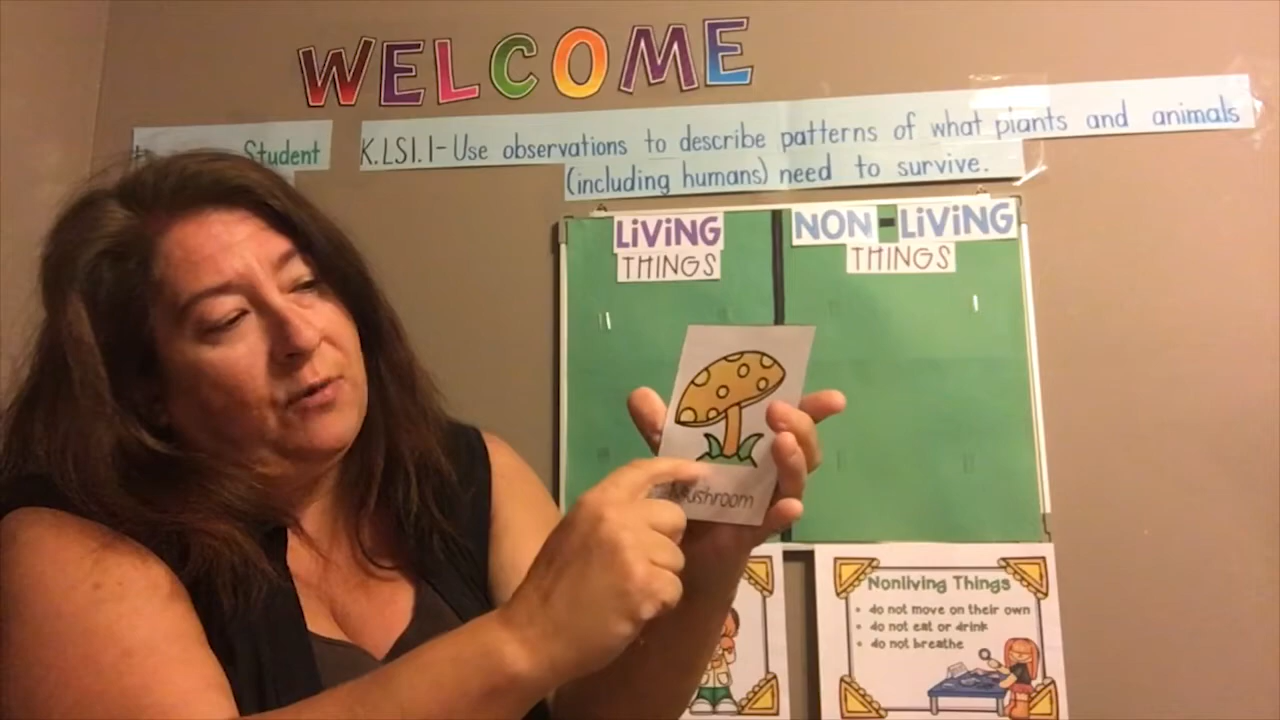 WELCOME
Student
K.LS1.1-Use observations to describe patterns of what plants and animals
(including humans) need to survive.
LiViNG
THINGS
NON-LiViNG
THINGS
Mushroom
Nonliving Things
• do not move on their own
• do not eat or drink
• do not breathe